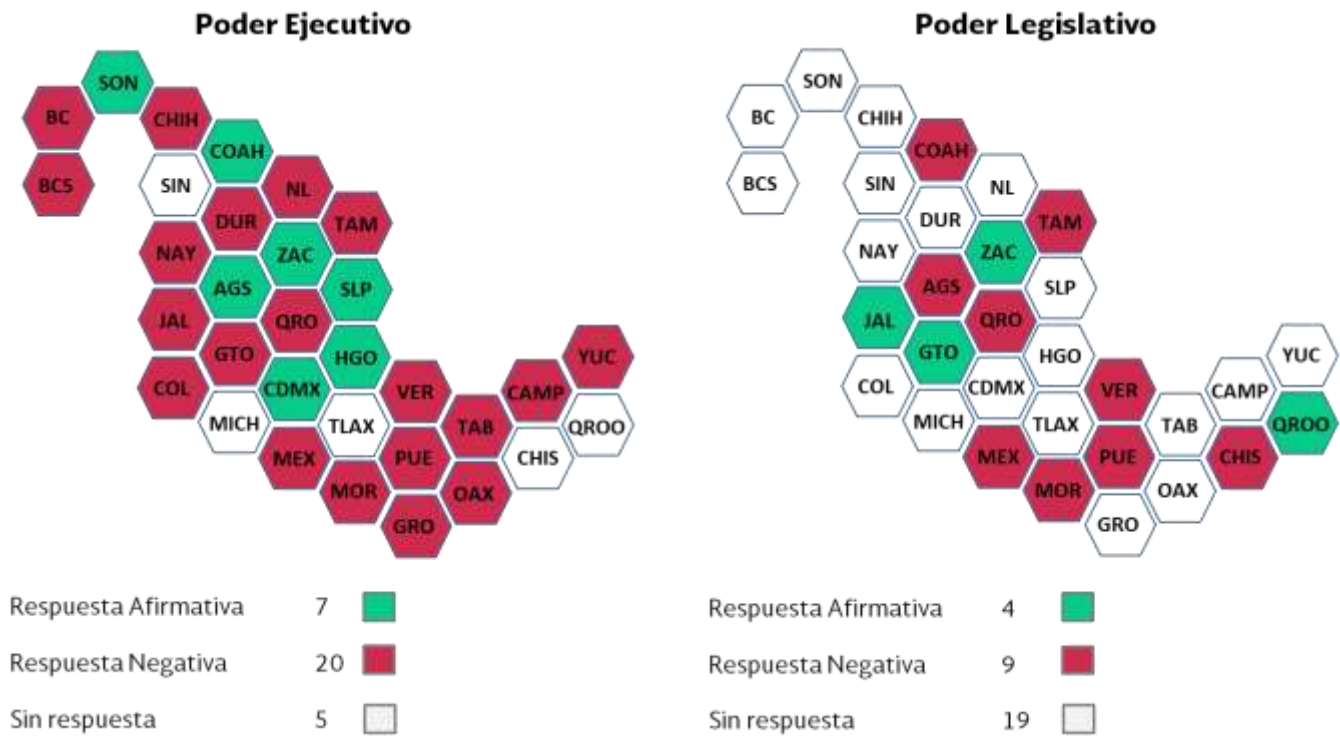 Poder Ejecutivo
SON
BC
CHIH
COAH
BCS
SIN
NL
DUR
TAM
NAY
ZAC
AGS
SLP
JAL
QRO
GTO
HGO
YUC
COL
CDMX
VER
CAMP
MICH
TLAX
TAB
QROO
MEX
PUE
CHIS
MOR
OAX
GRO
Respuesta Afirmativa 7
Respuesta Negativa 20
Sin respuesta 5
Poder Legislativo
SON
BC
CHIH
COAH
BCS
SIN
NL
DUR
TAM
NAY
ZAC
AGS
SLP
JAL
QRO
GTO
HGO
YUC
COL
CDMX
VER
CAMP
MICH
TLAX
TAB
QROO
MEX
PUE
CHIS
MOR
OAX
GRO
Respuesta Afirmativa 4
Respuesta Negativa 9
Sin respuesta 19